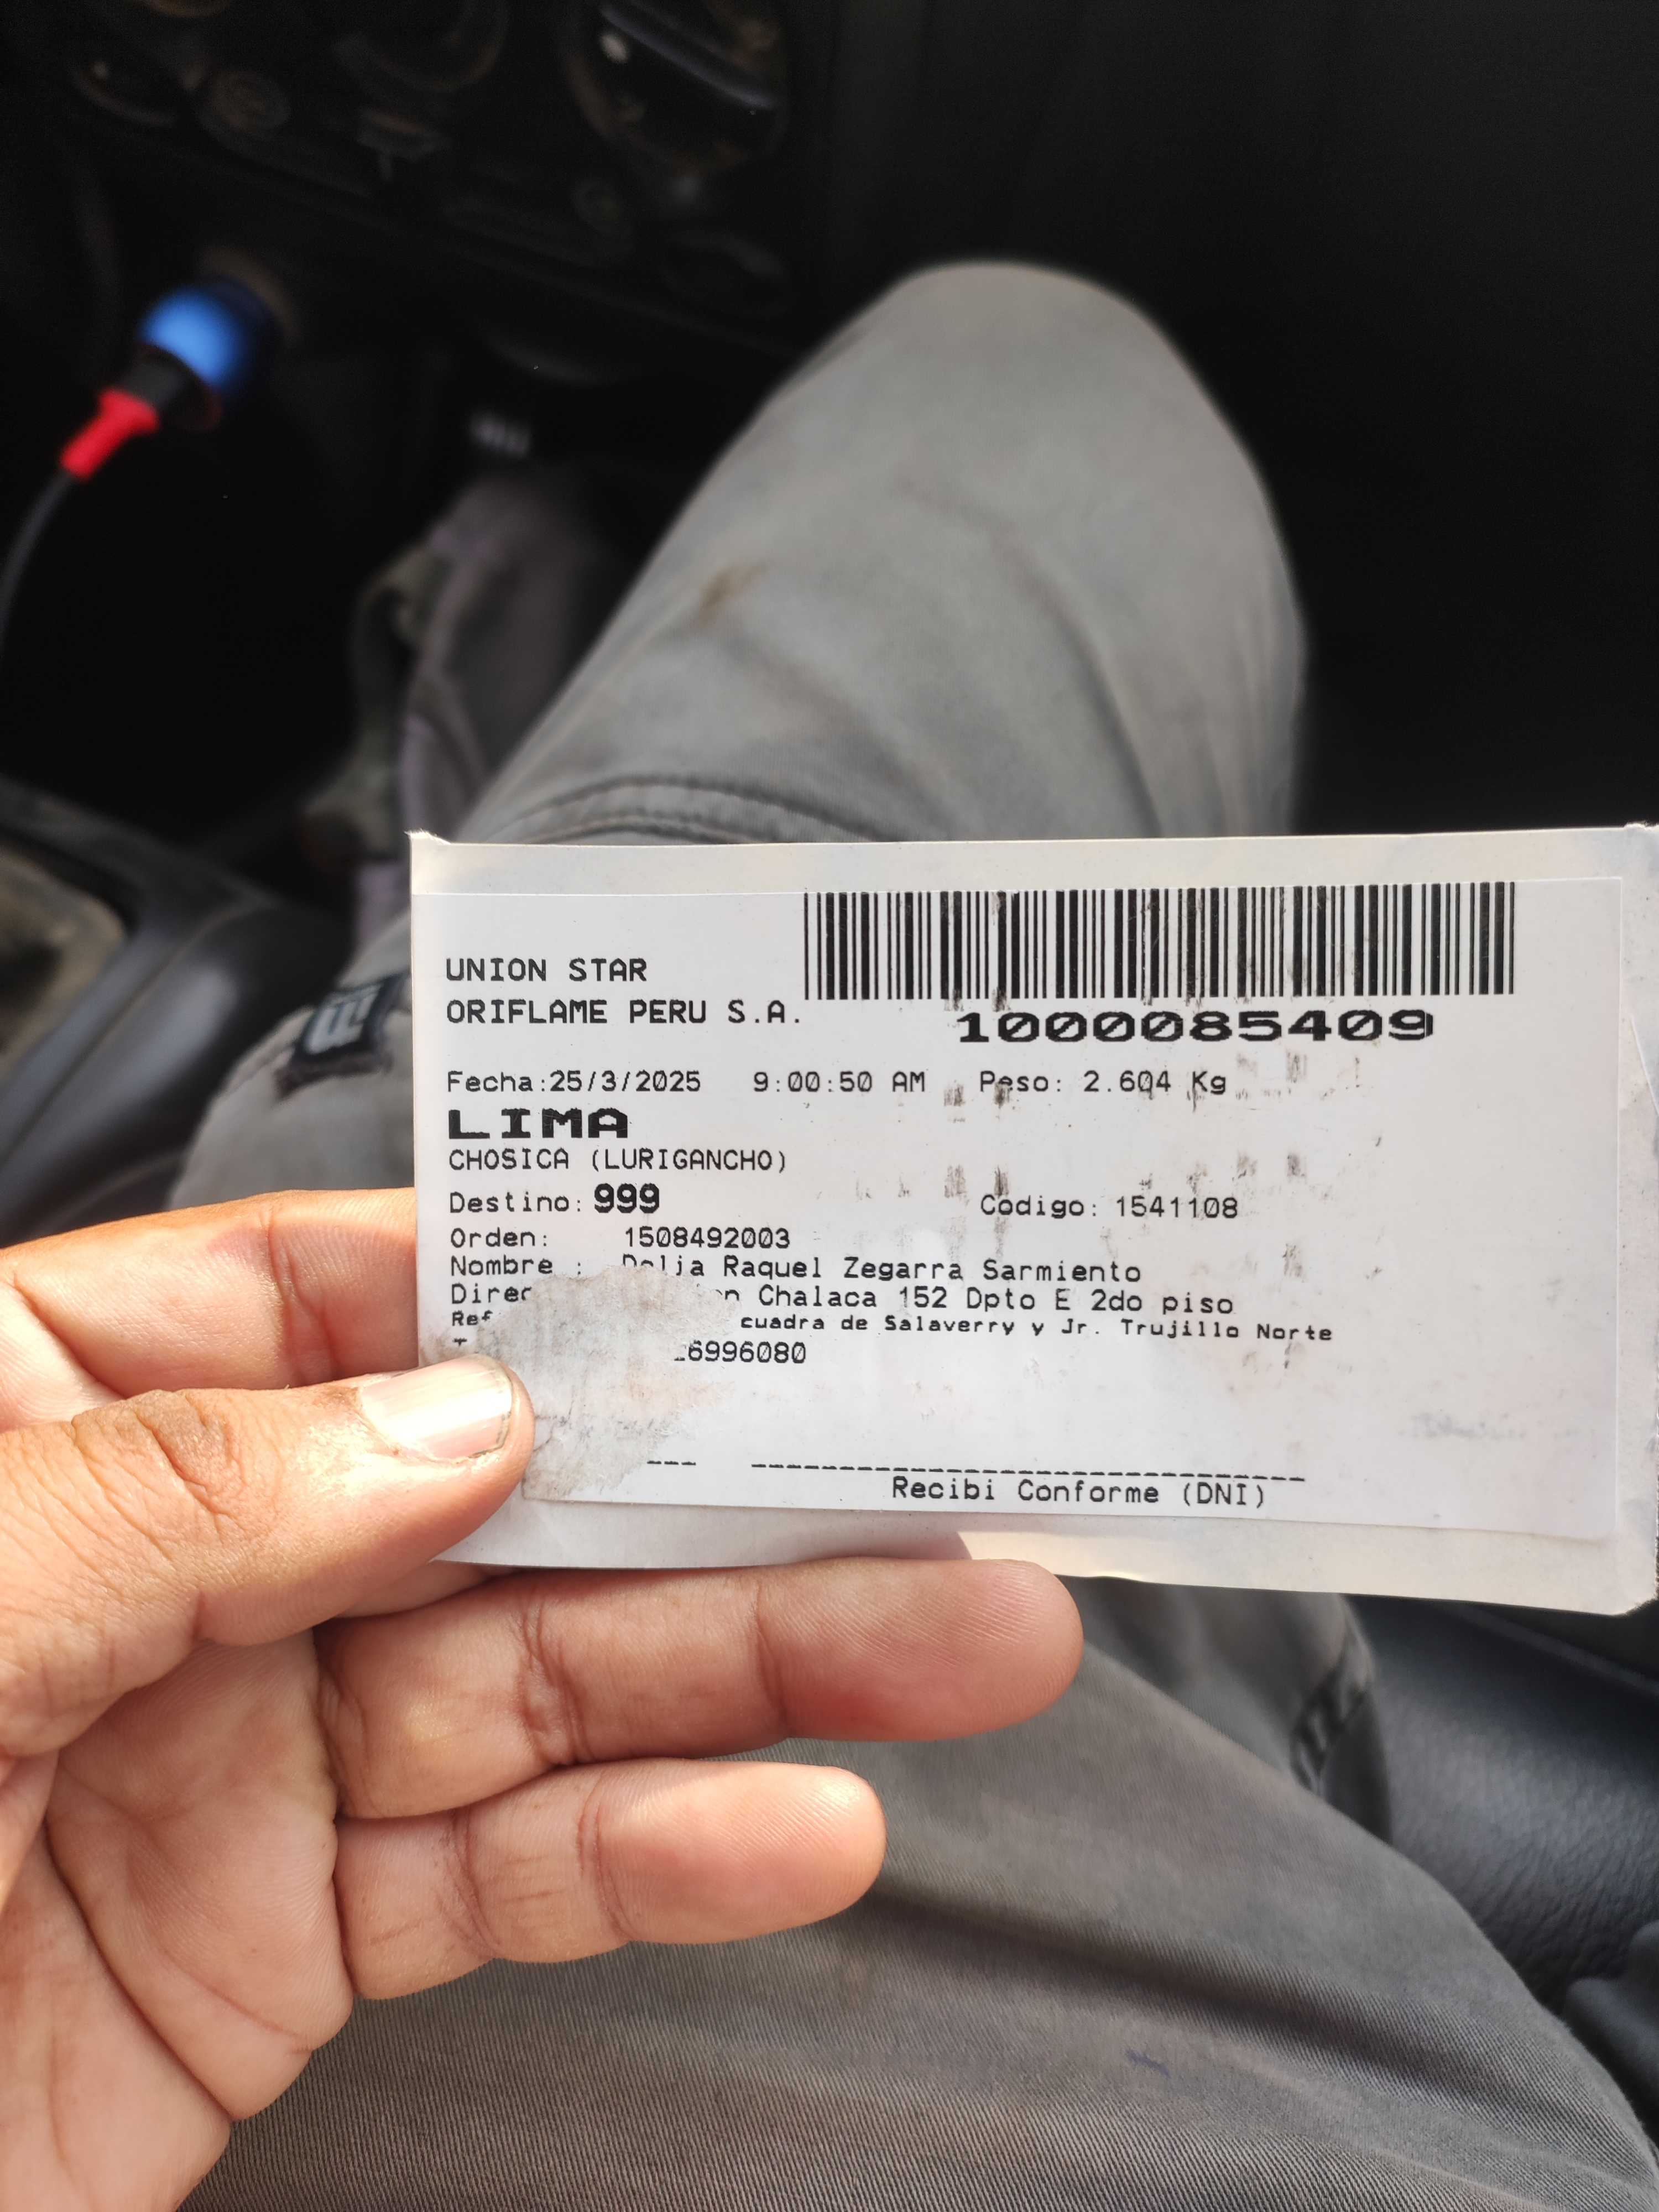 UNION STAR
ORIFLAME PERU S.A.
1000085409
Fecha:25/3/2025 9:00:50 AM Peso: 2.604 Kg
LIMA
CHOSICA (LURIGANCHO)
Destino: 999 Codigo: 1541108
Orden: 1508492003
Nombre : Delia Raquel Zegarra Sarmiento
Chalaca 152 Dpto E 2do piso
cuadra de Salaverry y Jr. Trujillo Norte
6996080
Recibi Conforme (DNI)